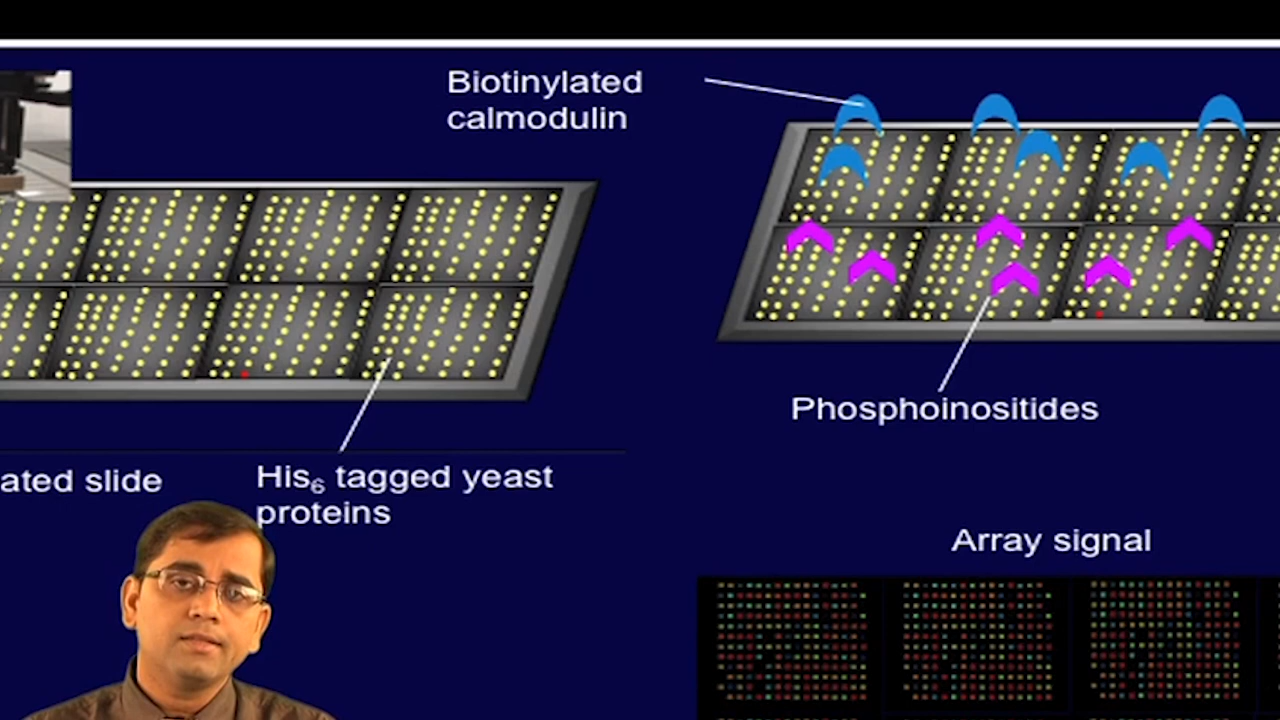 Biotinylated
calmodulin
Phosphoinositides
ated slide
His₆ tagged yeast
proteins
Array signal